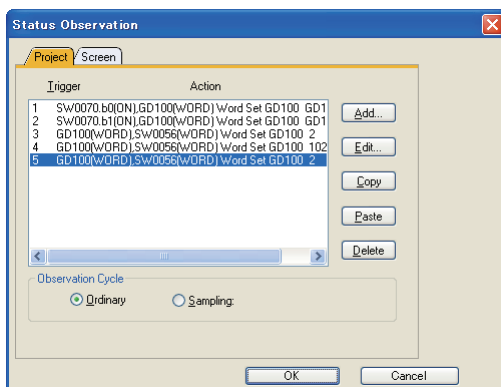 Status Observation
Project Screen
Trigger Action
1 SW0070.b0(ON),GD100(WORD) Word Set GD100 GD1
2 SW0070.b1(ON),GD100(WORD) Word Set GD100 GD1
3 GD100(WORD),SW0056(WORD) Word Set GD100 2
4 GD100(WORD),SW0056(WORD) Word Set GD100 102
5 GD100(WORD),SW0056(WORD) Word Set GD100 2
Add...
Edit...
Copy
Paste
Delete
Observation Cycle
Ordinary Sampling:
OK Cancel